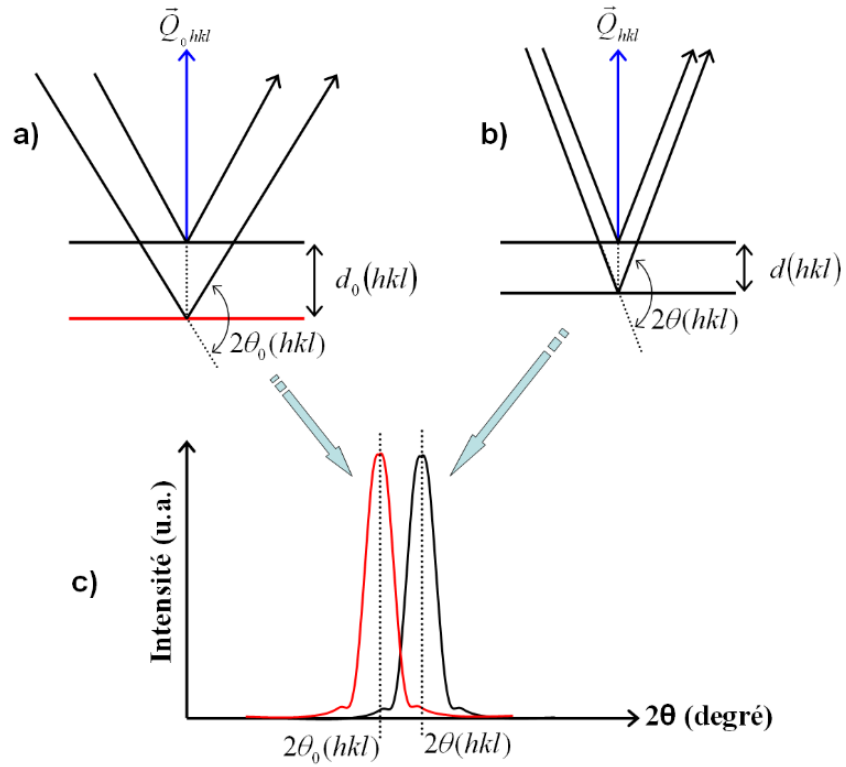 Q⃗₀ hkl
Q⃗hkl
a)
b)
d₀(hkl)
d(hkl)
2θ₀(hkl)
2θ(hkl)
Intensité (u.a.)
c)
2θ (degré)
2θ₀(hkl)
2θ(hkl)